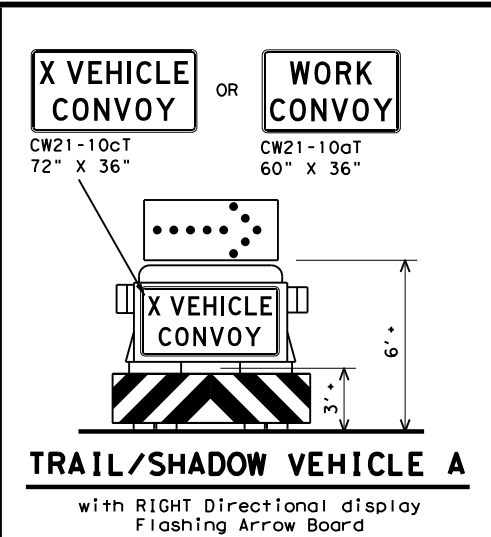 X VEHICLE
CONVOY
OR
WORK
CONVOY
CW21-10cT
72" X 36"
CW21-10aT
60" X 36"
X VEHICLE
CONVOY
6' +
3' +
TRAIL/SHADOW VEHICLE A
with RIGHT Directional display
Flashing Arrow Board